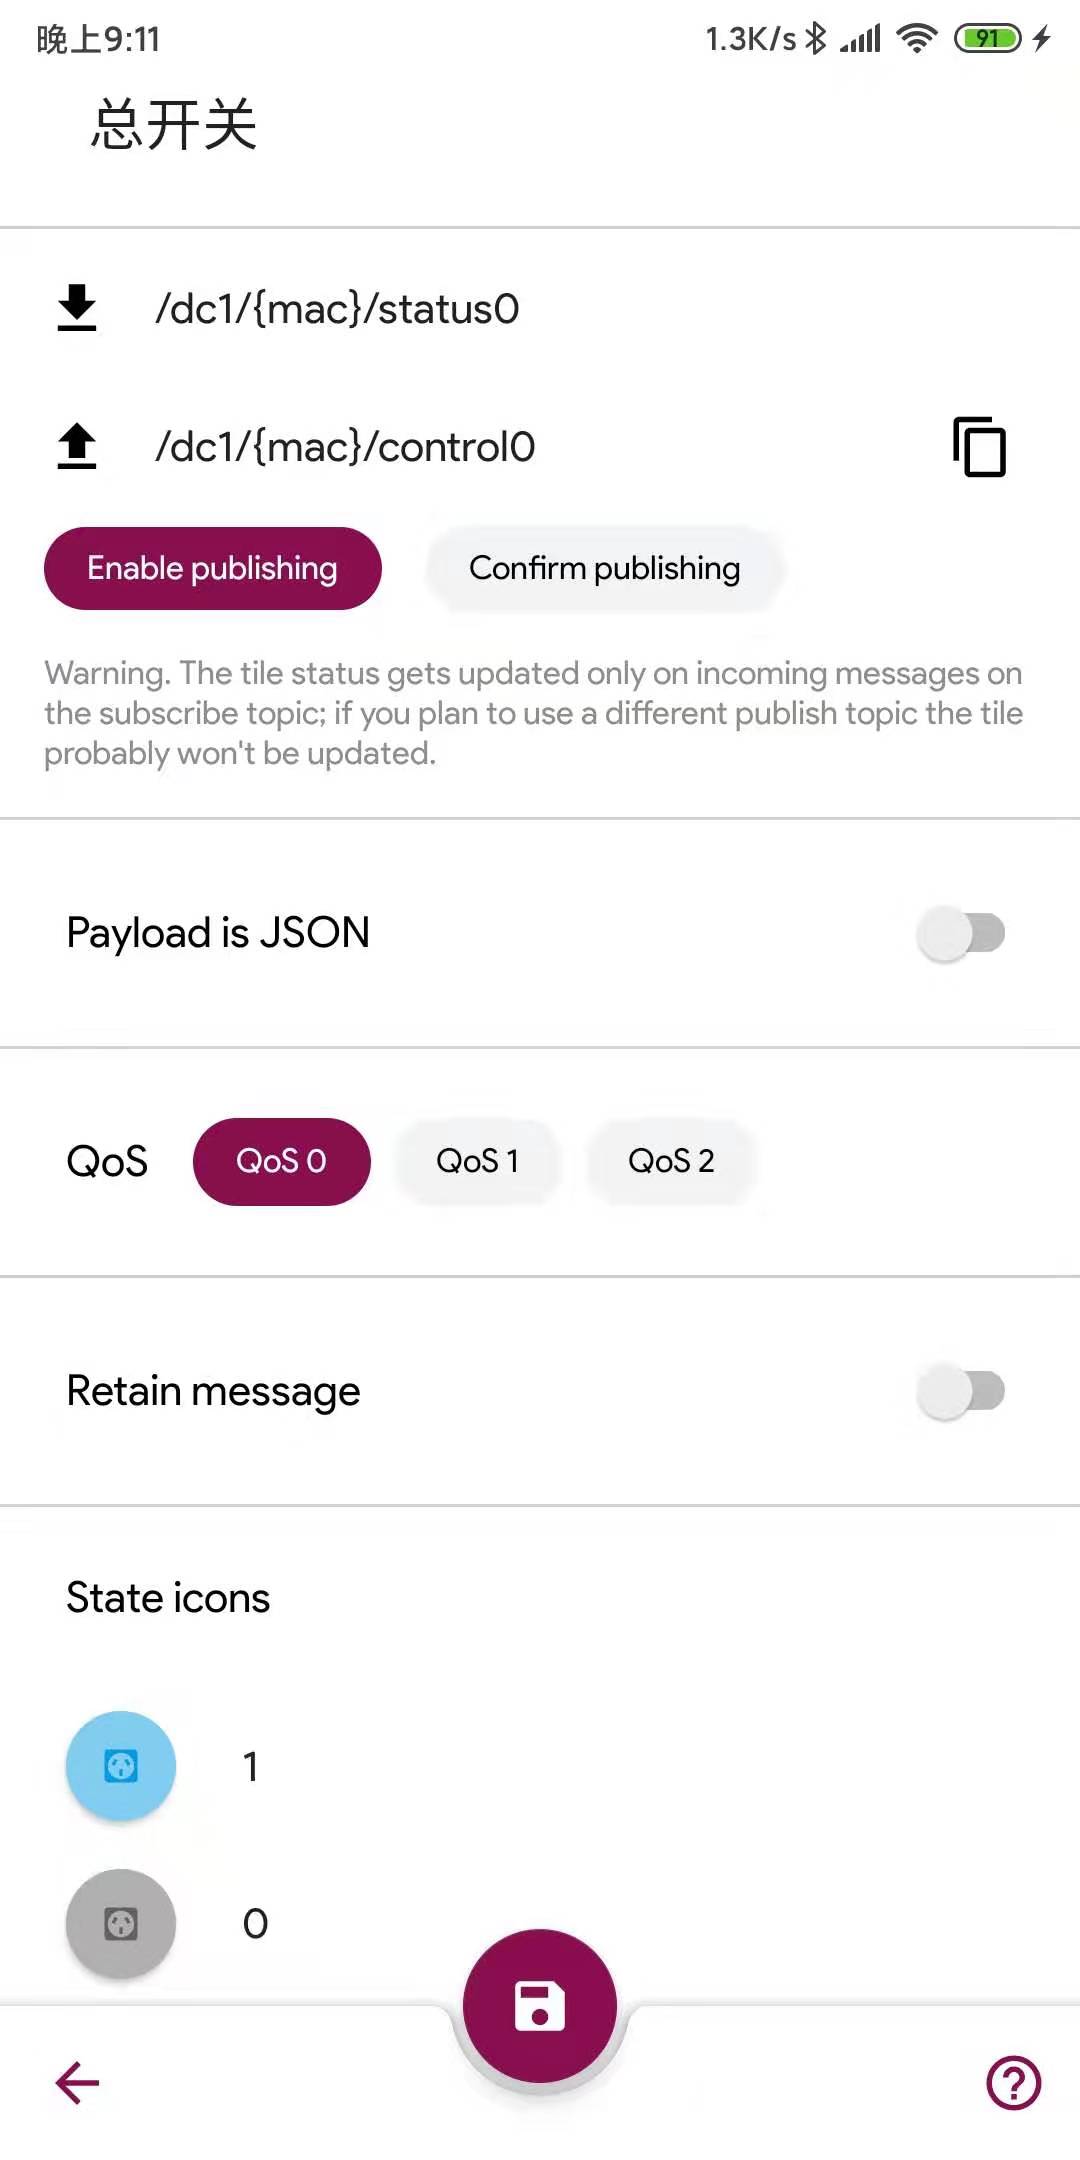 晚上9:11
1.3K/s 91
总开关
/dc1/{mac}/status0
/dc1/{mac}/control0
Enable publishing Confirm publishing
Warning. The tile status gets updated only on incoming messages on
the subscribe topic; if you plan to use a different publish topic the tile
probably won't be updated.
Payload is JSON
QoS QoS 0 QoS 1 QoS 2
Retain message
State icons
1
0